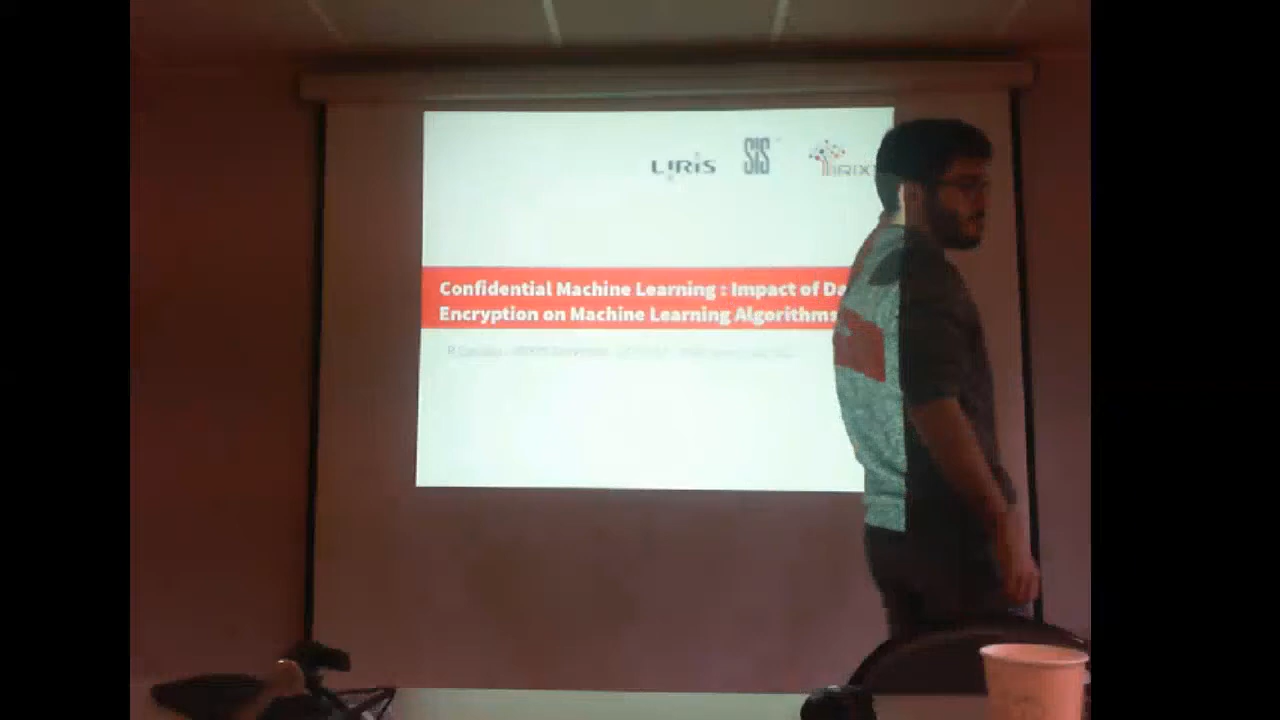 LIRIS SIS
Confidential Machine Learning : Impact of Da
Encryption on Machine Learning Algorithms